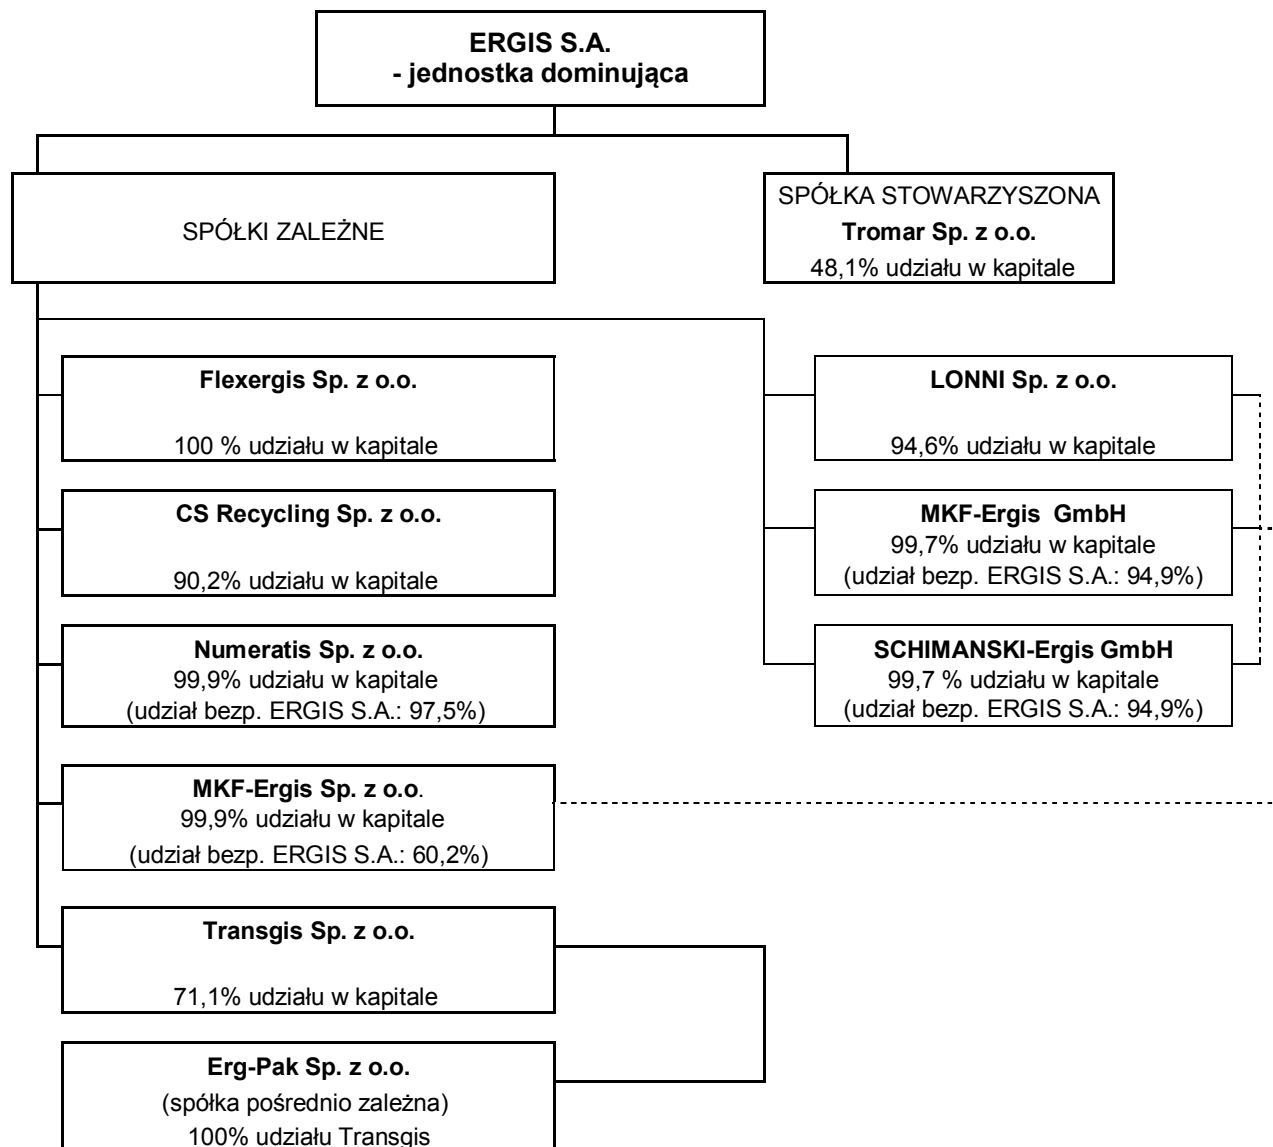 ERGIS S.A.
- jednostka dominująca
SPÓŁKI ZALEŻNE
SPÓŁKA STOWARZYSZONA
Tromar Sp. z o.o.
48,1% udziału w kapitale
Flexergis Sp. z o.o.
100 % udziału w kapitale
CS Recycling Sp. z o.o.
90,2% udziału w kapitale
Numeratis Sp. z o.o.
99,9% udziału w kapitale
(udział bezp. ERGIS S.A.: 97,5%)
MKF-Ergis Sp. z o.o.
99,9% udziału w kapitale
(udział bezp. ERGIS S.A.: 60,2%)
Transgis Sp. z o.o.
71,1% udziału w kapitale
Erg-Pak Sp. z o.o.
(spółka pośrednio zależna)
100% udziału Transgis
LONNI Sp. z o.o.
94,6% udziału w kapitale
MKF-Ergis GmbH
99,7% udziału w kapitale
(udział bezp. ERGIS S.A.: 94,9%)
SCHIMANSKI-Ergis GmbH
99,7 % udziału w kapitale
(udział bezp. ERGIS S.A.: 94,9%)